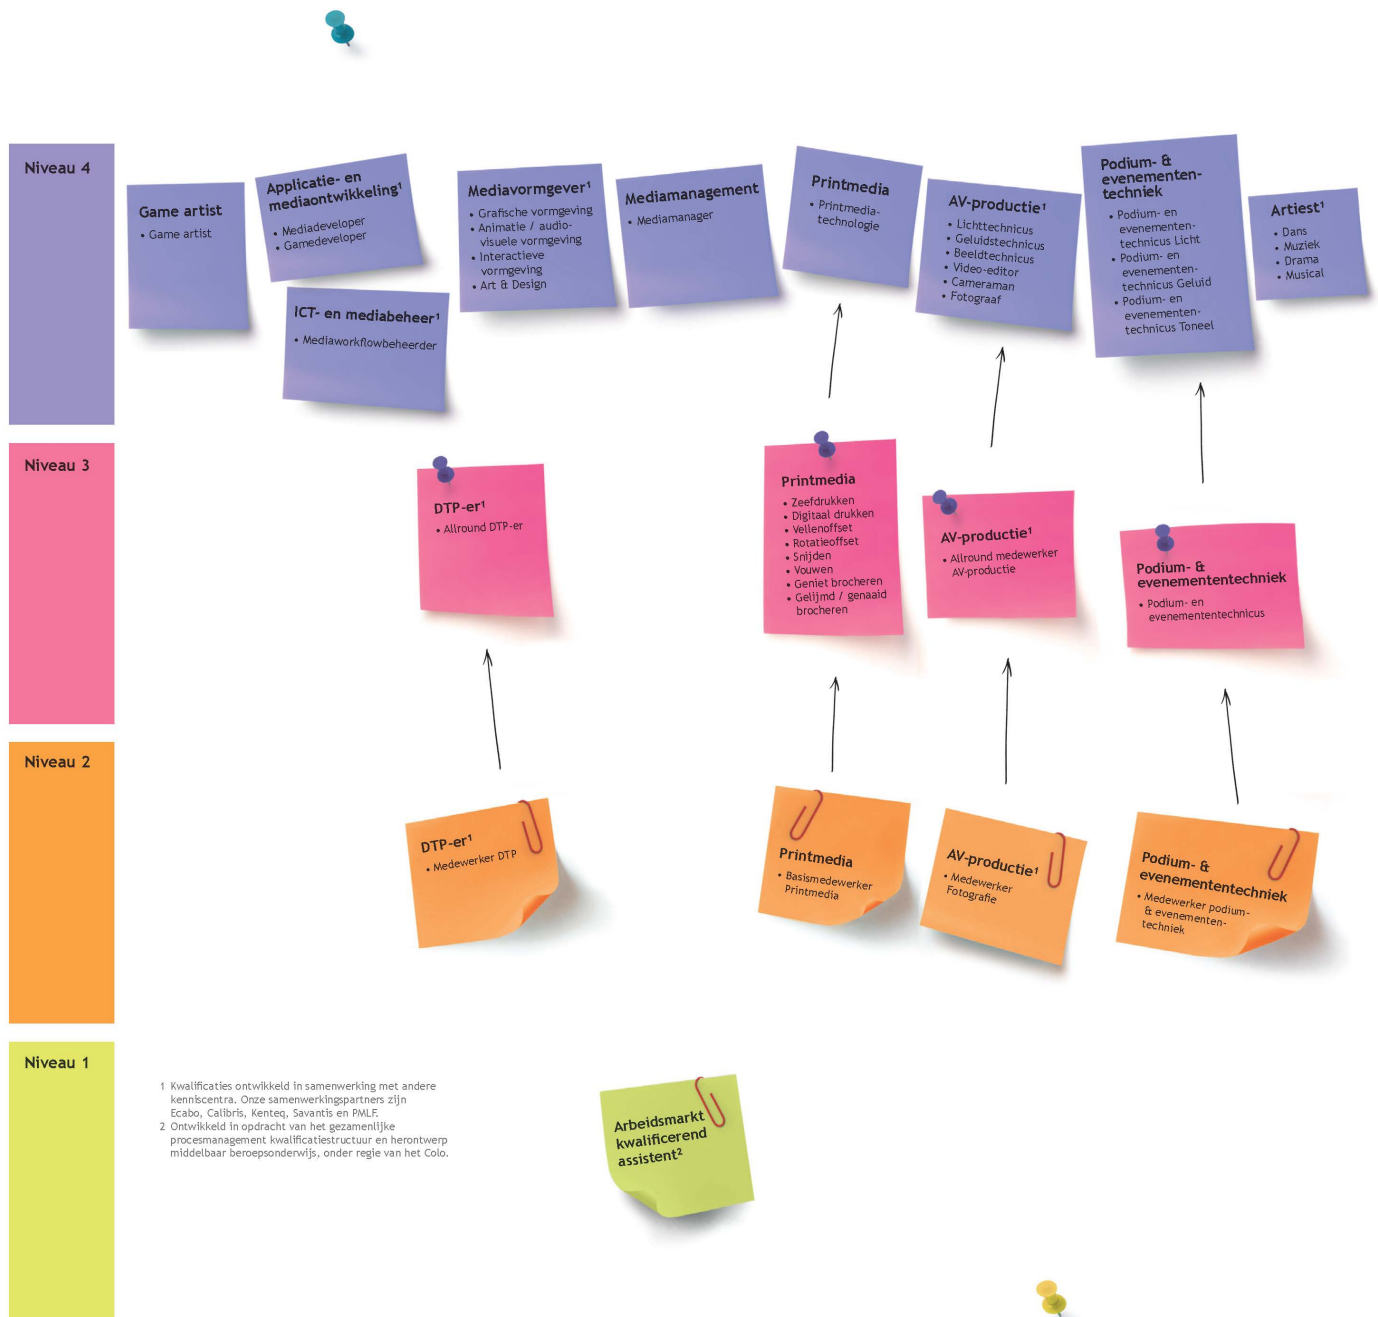 Niveau 4
Game artist
• Game artist
Applicatie- en
mediaontwikkeling¹
• Mediadeveloper
• Gamedeveloper
ICT- en mediabeheer¹
• Mediaworkflowbeheerder
Mediavormgever¹
• Grafische vormgeving
• Animatie / audio-
visuele vormgeving
• Interactieve
vormgeving
• Art & Design
Mediamanagement
• Mediamanager
Printmedia
• Printmedia-
technologie
AV-productie¹
• Lichttechnicus
• Geluidstechnicus
• Beeldtechnicus
• Video-editor
• Cameraman
• Fotograaf
Podium- &
evenementen-
techniek
• Podium- en
evenementen-
technicus Licht
• Podium- en
evenementen-
technicus Geluid
• Podium- en
evenementen-
technicus Toneel
Artiest¹
• Dans
• Muziek
• Drama
• Musical
Niveau 3
DTP-er¹
• Allround DTP-er
Printmedia
• Zeefdrukken
• Digitaal drukken
• Vellenoffset
• Rotatieoffset
• Snijden
• Vouwen
• Geniet brocheren
• Gelijmd / genaaid
brocheren
AV-productie¹
• Allround medewerker
AV-productie
Podium- &
evenemententechniek
• Podium- en
evenemententechnicus
Niveau 2
DTP-er¹
• Medewerker DTP
Printmedia
• Basismedewerker
Printmedia
AV-productie¹
• Medewerker
Fotografie
Podium- &
evenemententechniek
• Medewerker podium-
& evenementen-
techniek
Niveau 1
1 Kwalificaties ontwikkeld in samenwerking met andere
kenniscentra. Onze samenwerkingspartners zijn
Ecabo, Calibris, Kenteq, Savantis en PMLF.
2 Ontwikkeld in opdracht van het gezamenlijke
procesmanagement kwalificatiestructuur en herontwerp
middelbaar beroepsonderwijs, onder regie van het Colo.
Arbeidsmarkt
kwalificerend
assistent²